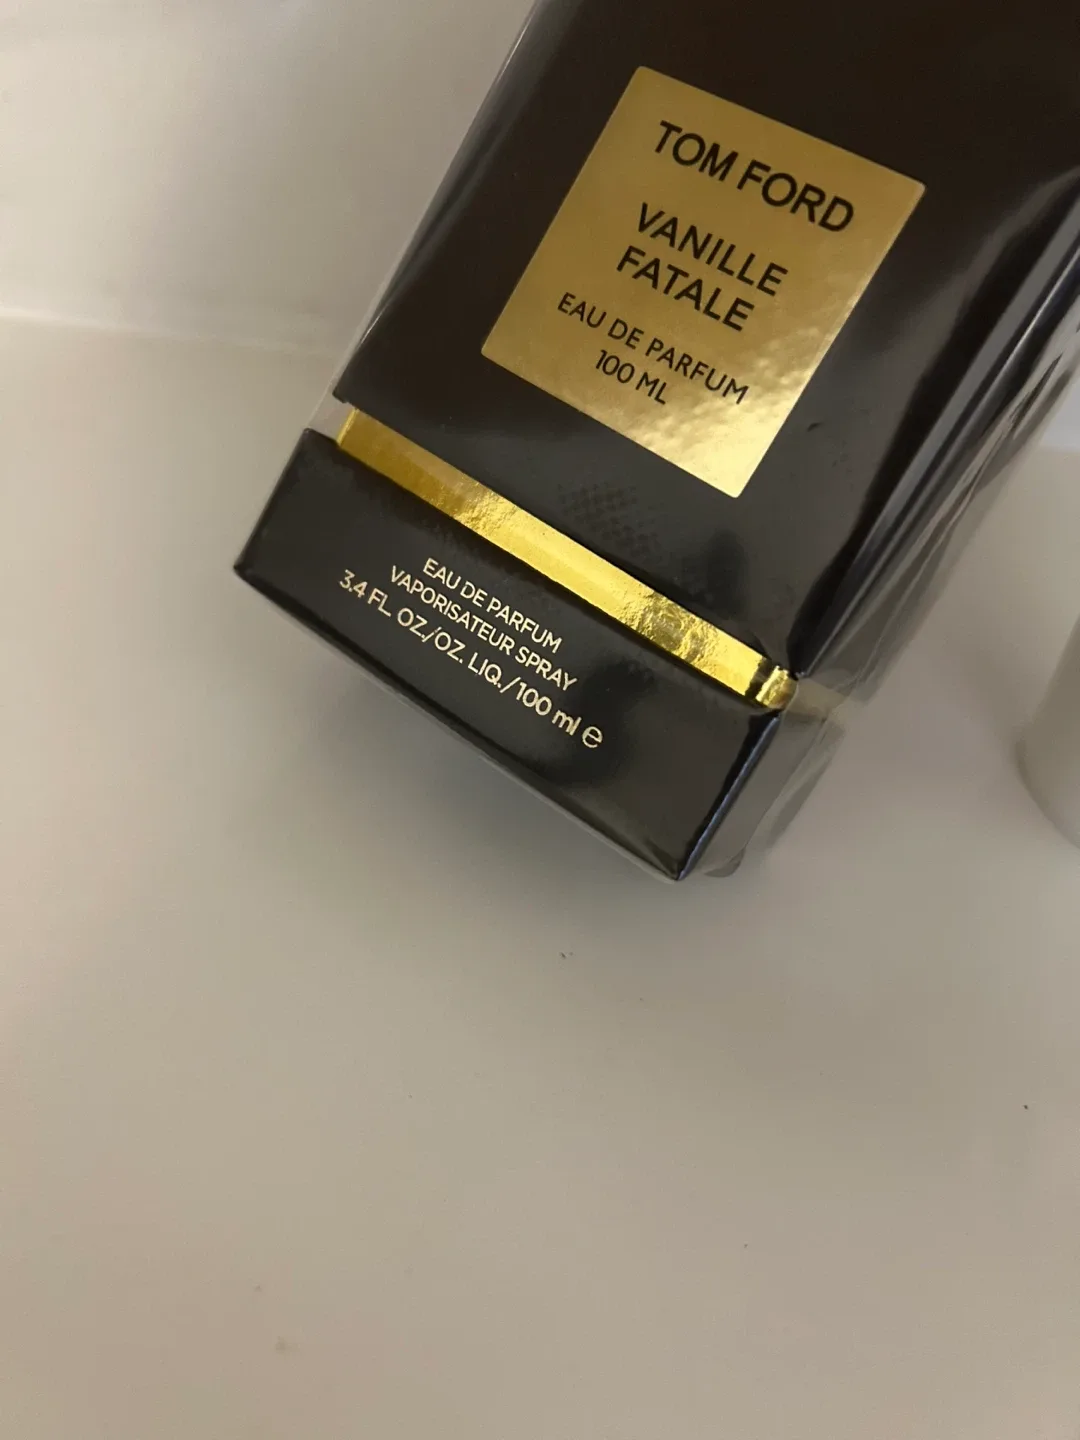 TOM FORD
VANILLE
FATALE
EAU DE PARFUM
100 ML
EAU DE PARFUM
VAPORISATEUR SPRAY
3.4 FL. OZ./OZ. LIQ./100 ml ℮